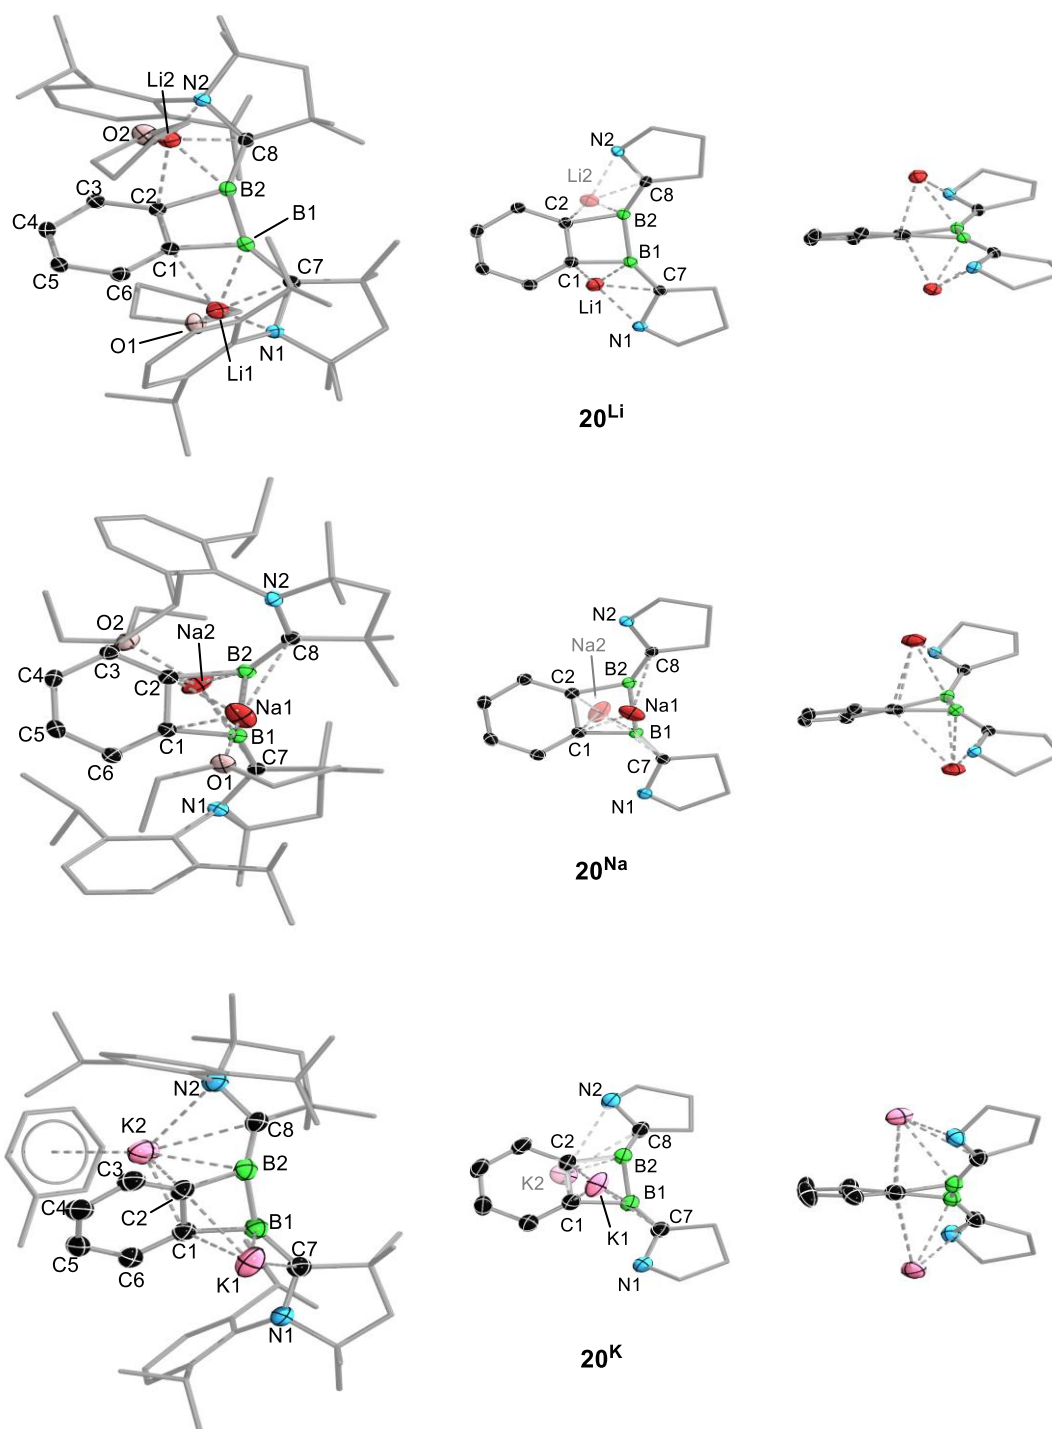 Li2 N2
O2
C8
C3 C2 B2
C4 B1
C5 C1 C7
C6
O1 N1
Li1
N2
Li2
C8
C2 B2
B1
C1 C7
Li1
N1
20Li
N2
O2 Na2
C3 B2 C8
C4 C2
Na1
C5 C1 B1
C6 O1 C7
N1
N2
Na2 B2 C8
C2
Na1
C1 B1
C7
N1
20Na
N2
K2 C8
C3 B2
C4 C2 B1
C5 C1 C7
C6 K1
N1
N2
C2 C8
B2
K2 B1
C1 C7
K1
N1
20K